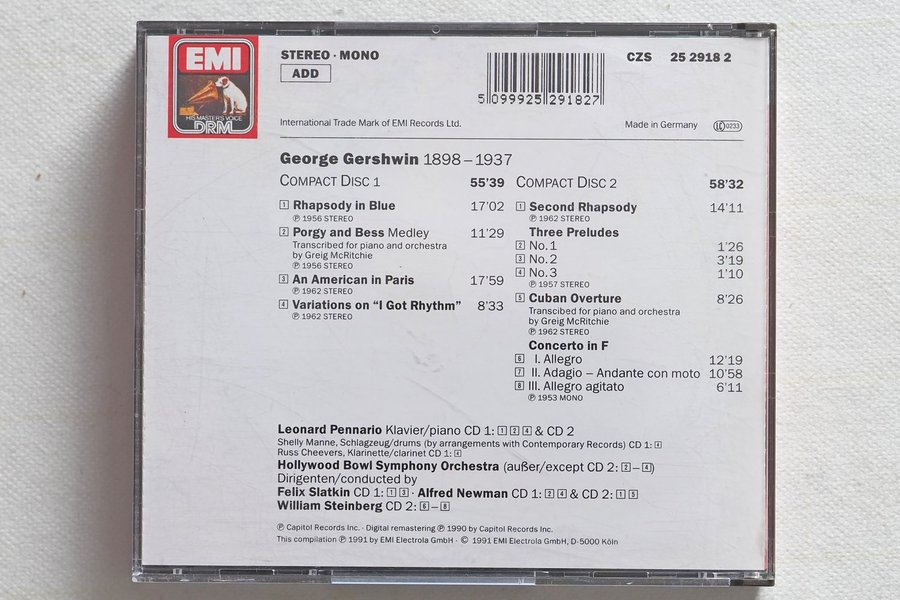 EMI
HIS MASTER'S VOICE
DRM
STEREO · MONO
ADD
CZS 25 2918 2
5 099925 291827
International Trade Mark of EMI Records Ltd.
Made in Germany LC 0233
George Gershwin 1898–1937
COMPACT DISC 1 55'39
1 Rhapsody in Blue 17'02
℗ 1956 STEREO
2 Porgy and Bess Medley 11'29
Transcribed for piano and orchestra
by Greig McRitchie
℗ 1956 STEREO
3 An American in Paris 17'59
℗ 1962 STEREO
4 Variations on "I Got Rhythm" 8'33
℗ 1962 STEREO
COMPACT DISC 2 58'32
1 Second Rhapsody 14'11
℗ 1962 STEREO
Three Preludes
2 No. 1 1'26
3 No. 2 3'19
4 No. 3 1'10
℗ 1957 STEREO
5 Cuban Overture 8'26
Transcibed for piano and orchestra
by Greig McRitchie
℗ 1962 STEREO
Concerto in F
6 I. Allegro 12'19
7 II. Adagio – Andante con moto 10'58
8 III. Allegro agitato 6'11
℗ 1953 MONO
Leonard Pennario Klavier/piano CD 1: 1 2 4 & CD 2
Shelly Manne, Schlagzeug/drums (by arrangements with Contemporary Records) CD 1: 4
Russ Cheevers, Klarinette/clarinet CD 1: 4
Hollywood Bowl Symphony Orchestra (außer/except CD 2: 2 – 4)
Dirigenten/conducted by
Felix Slatkin CD 1: 1 3 · Alfred Newman CD 1: 2 4 & CD 2: 1 5
William Steinberg CD 2: 6 – 8
℗ Capitol Records Inc. · Digital remastering ℗ 1990 by Capitol Records Inc.
This compilation ℗ 1991 by EMI Electrola GmbH · © 1991 EMI Electrola GmbH, D-5000 Köln